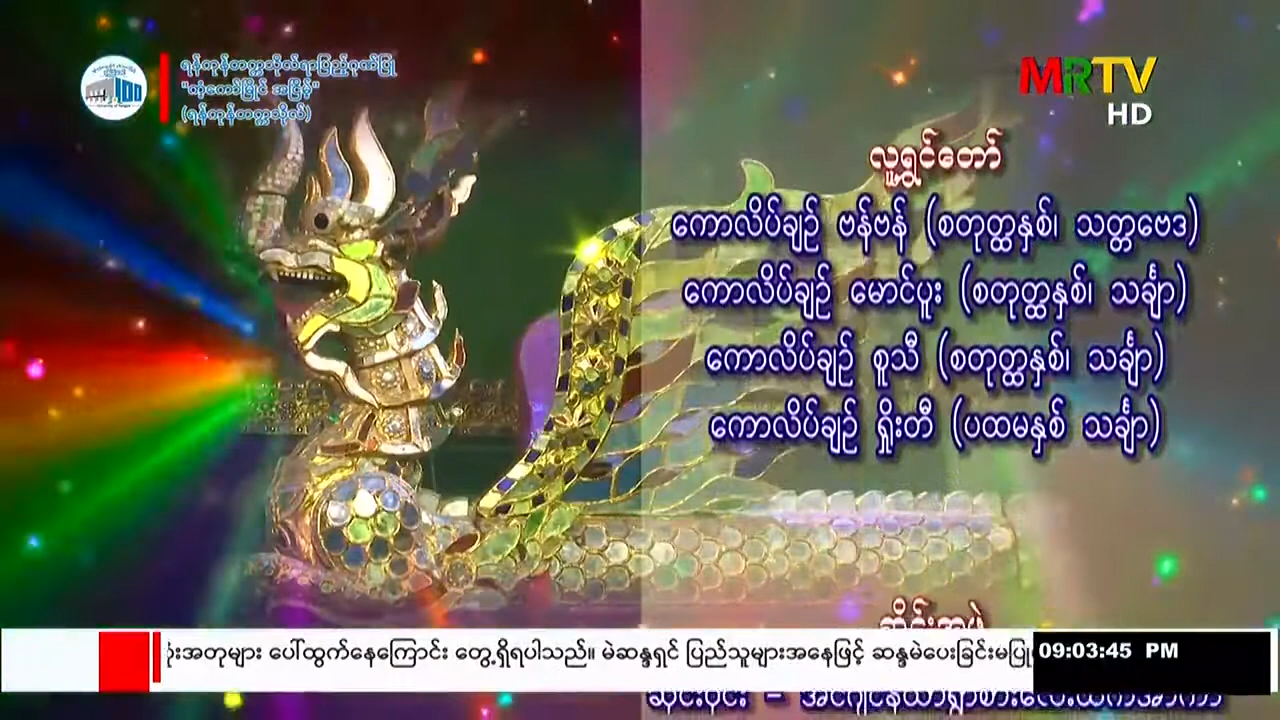 ရန်ကုန်တက္ကသိုလ်ရာပြည့်ဂုဏ်ပြု
(ရန်ကုန်တက္ကသိုလ်)
MRTV
HD
လူရွှင်တော်
ကောလိပ်ချဉ် ဗန်ဗန် (စတုတ္ထနှစ်၊ သတ္တဗေဒ)
ကောလိပ်ချဉ် မောင်ပူး (စတုတ္ထနှစ်၊ သင်္ချာ)
ကောလိပ်ချဉ် စူသီ (စတုတ္ထနှစ်၊ သင်္ချာ)
ကောလိပ်ချဉ် ရှိုးတီ (ပထမနှစ် သင်္ချာ)
ပေါ်ထွက်နေကြောင်း တွေ့ရှိရပါသည်။ မဲဆန္ဒရှင် ပြည်သူများအနေဖြင့် ဆန္ဒမဲပေးခြင်းမပြု
09:03:45 PM